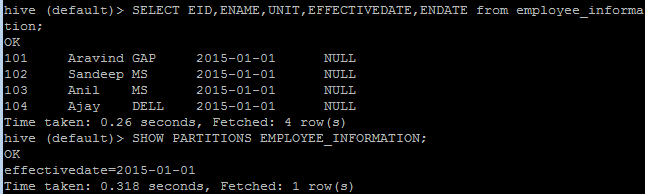 hive (default)> SELECT EID,ENAME,UNIT,EFFECTIVEDATE,ENDATE from employee_informa
tion;
OK
101 Aravind GAP 2015-01-01 NULL
102 Sandeep MS 2015-01-01 NULL
103 Anil MS 2015-01-01 NULL
104 Ajay DELL 2015-01-01 NULL
Time taken: 0.26 seconds, Fetched: 4 row(s)
hive (default)> SHOW PARTITIONS EMPLOYEE_INFORMATION;
OK
effectivedate=2015-01-01
Time taken: 0.318 seconds, Fetched: 1 row(s)